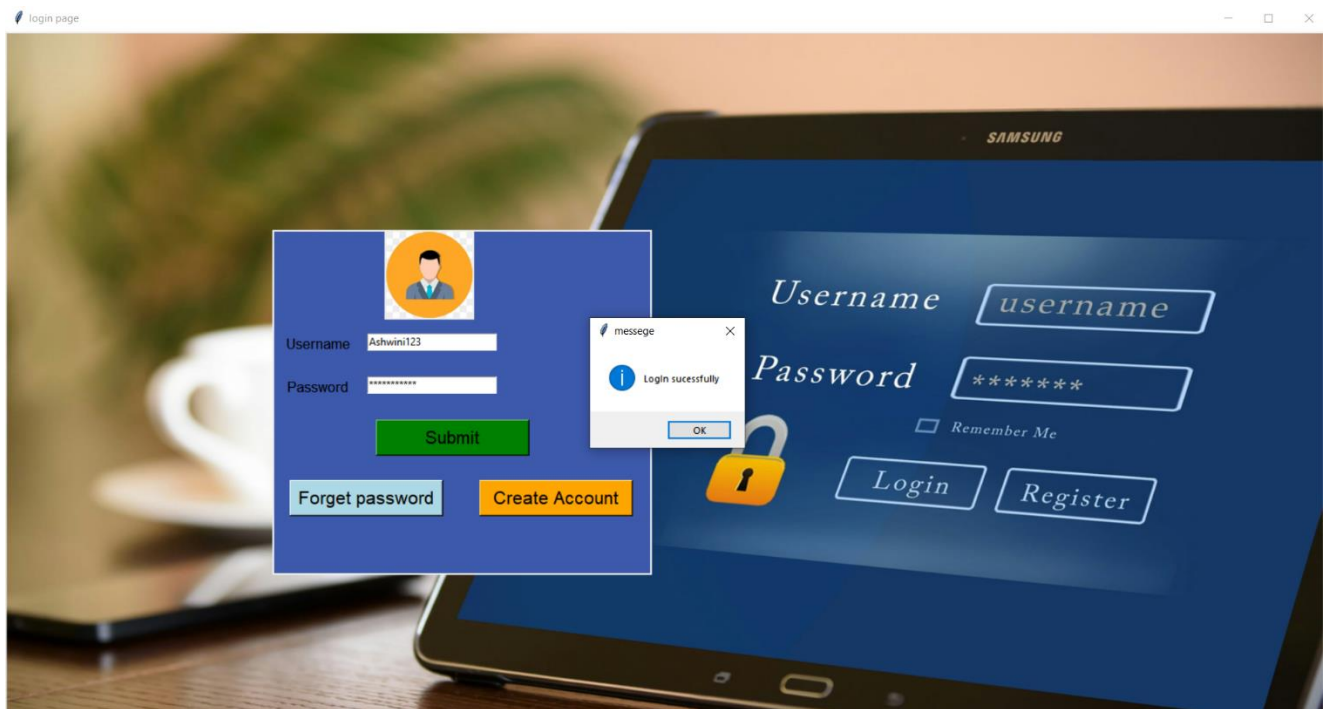 login page
SAMSUNG
Username Ashwini123
Password ***********
Submit
Forget password Create Account
messege
Login sucessfully
OK
Username username
Password *******
Remember Me
Login Register